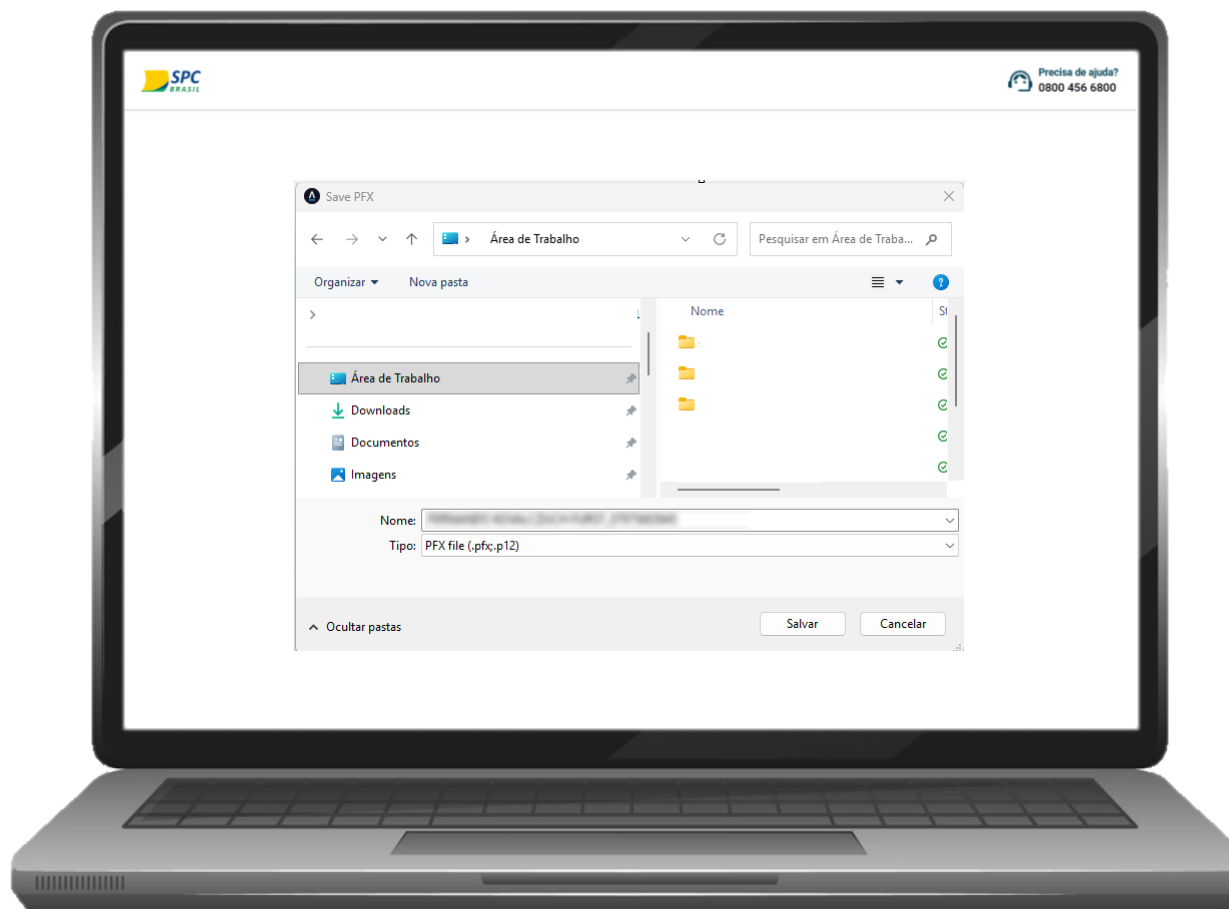 SPC
BRASIL
Precisa de ajuda?
0800 456 6800
Save PFX
Área de Trabalho
Pesquisar em Área de Traba...
Organizar
Nova pasta
Nome
St
Área de Trabalho
Downloads
Documentos
Imagens
Nome:
Tipo: PFX file (.pfx;.p12)
Ocultar pastas
Salvar
Cancelar